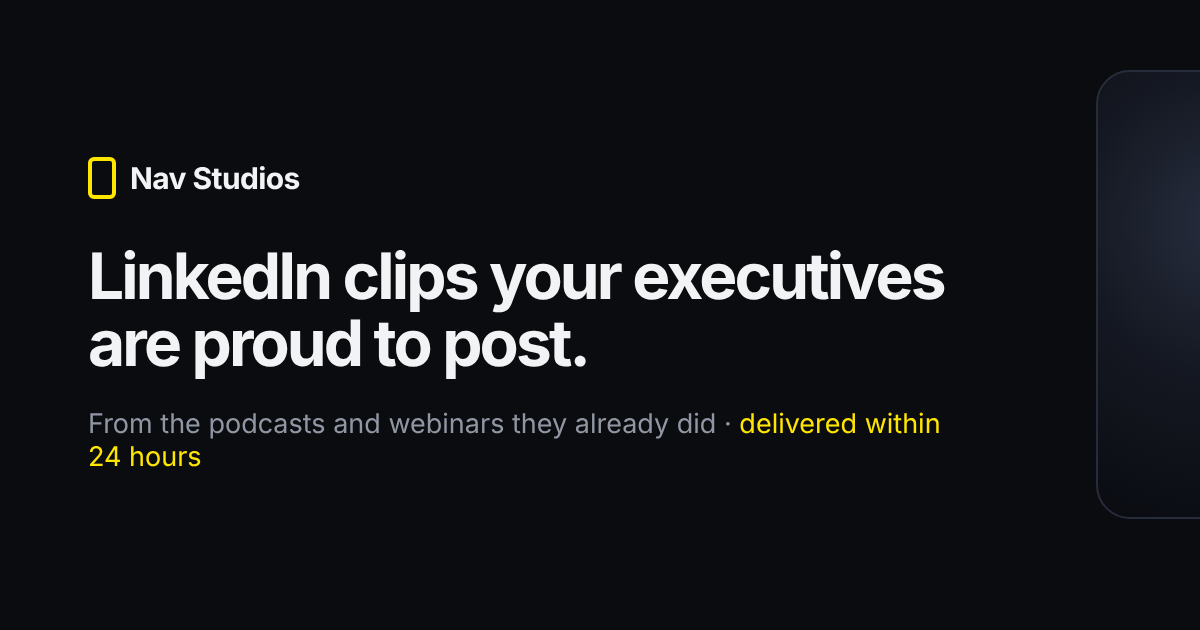 Nav Studios
LinkedIn clips your executives
are proud to post.
From the podcasts and webinars they already did · delivered within
24 hours